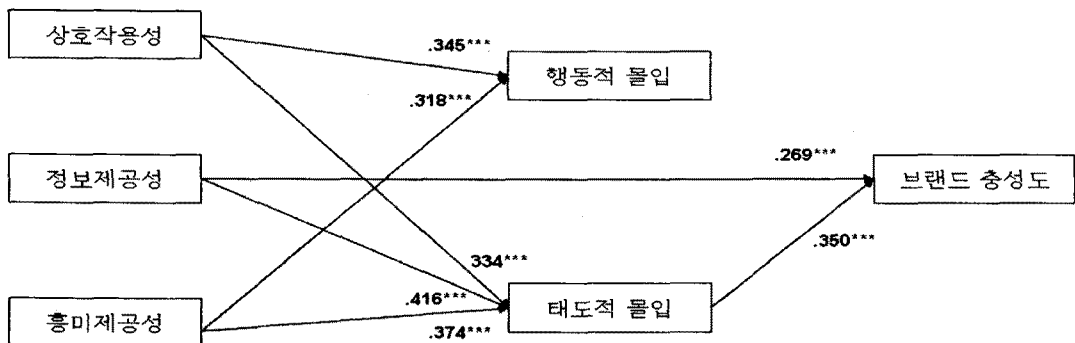 상호작용성
.345***
행동적 몰입
.318***
정보제공성
.269***
브랜드 충성도
.350***
334***
.416***
흥미제공성
태도적 몰입
.374***